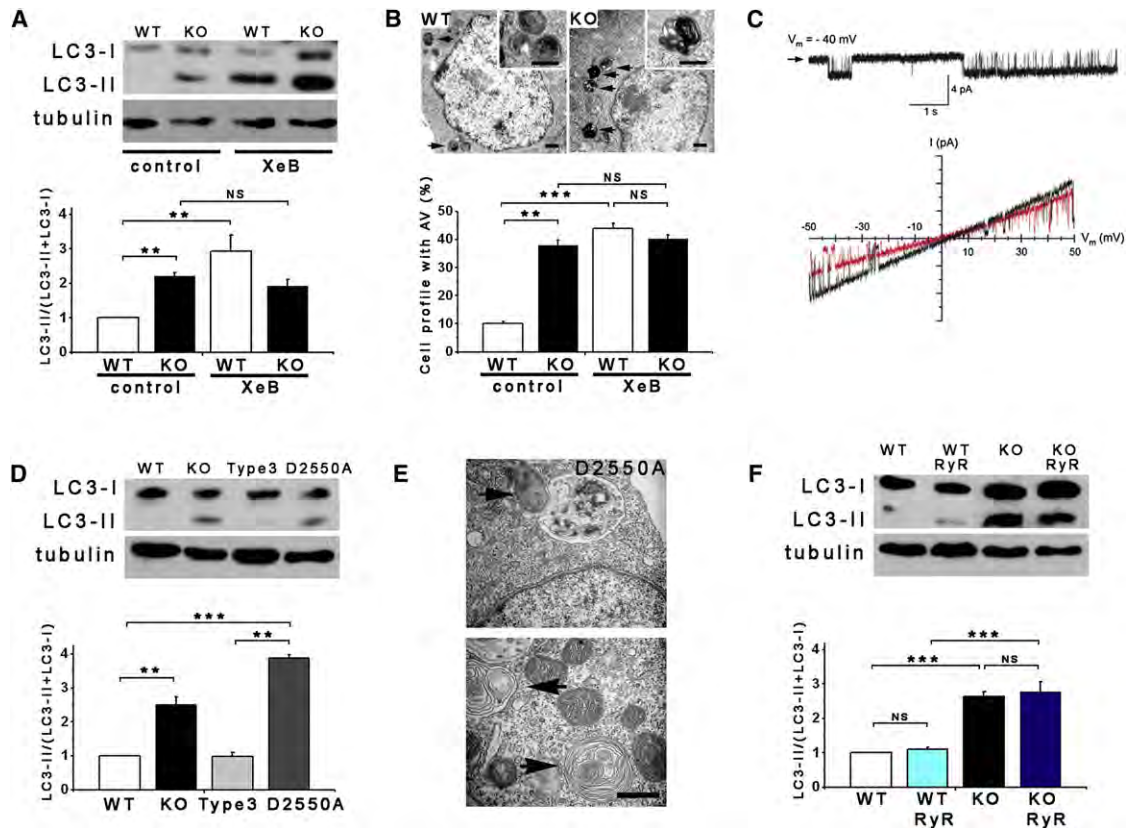 A
WT KO WT KO
LC3-I
LC3-II
tubulin
control XeB
LC3-II/(LC3-II+LC3-I)
NS
**
**
4
3
2
1
0
WT KO WT KO
control XeB
B
WT KO
Cell profile with AV (%)
NS
*** NS
**
50
40
30
20
10
0
WT KO WT KO
control XeB
C
Vm = - 40 mV
4 pA
1 s
I (pA)
-50 -30 -10 10 30 50
Vm (mV)
D
WT KO Type3 D2550A
LC3-I
LC3-II
tubulin
LC3-II/(LC3-II+LC3-I)
***
**
**
4
3
2
1
0
WT KO Type3 D2550A
E
D2550A
F
WT WT KO KO
RyR RyR
LC3-I
LC3-II
tubulin
LC3-II/(LC3-II+LC3-I)
***
*** NS
NS
4
3
2
1
0
WT WT KO KO
RyR RyR